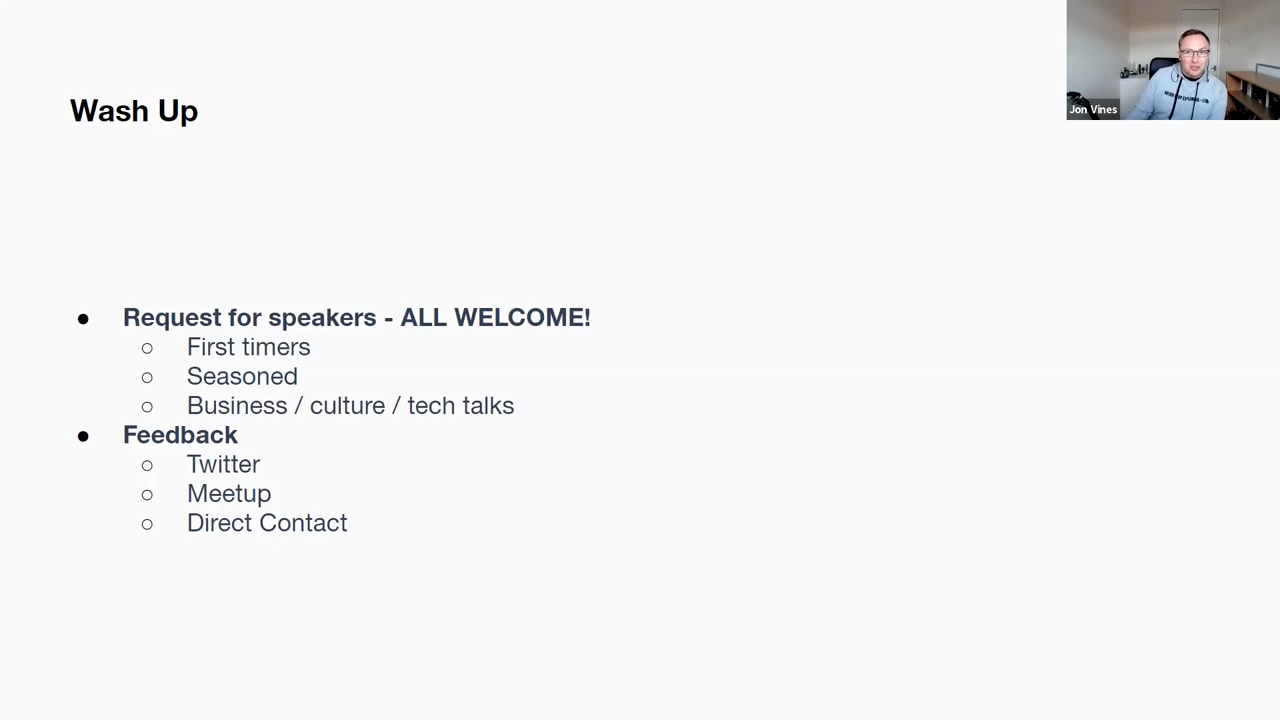 Wash Up
Jon Vines
● Request for speakers - ALL WELCOME!
○ First timers
○ Seasoned
○ Business / culture / tech talks
● Feedback
○ Twitter
○ Meetup
○ Direct Contact